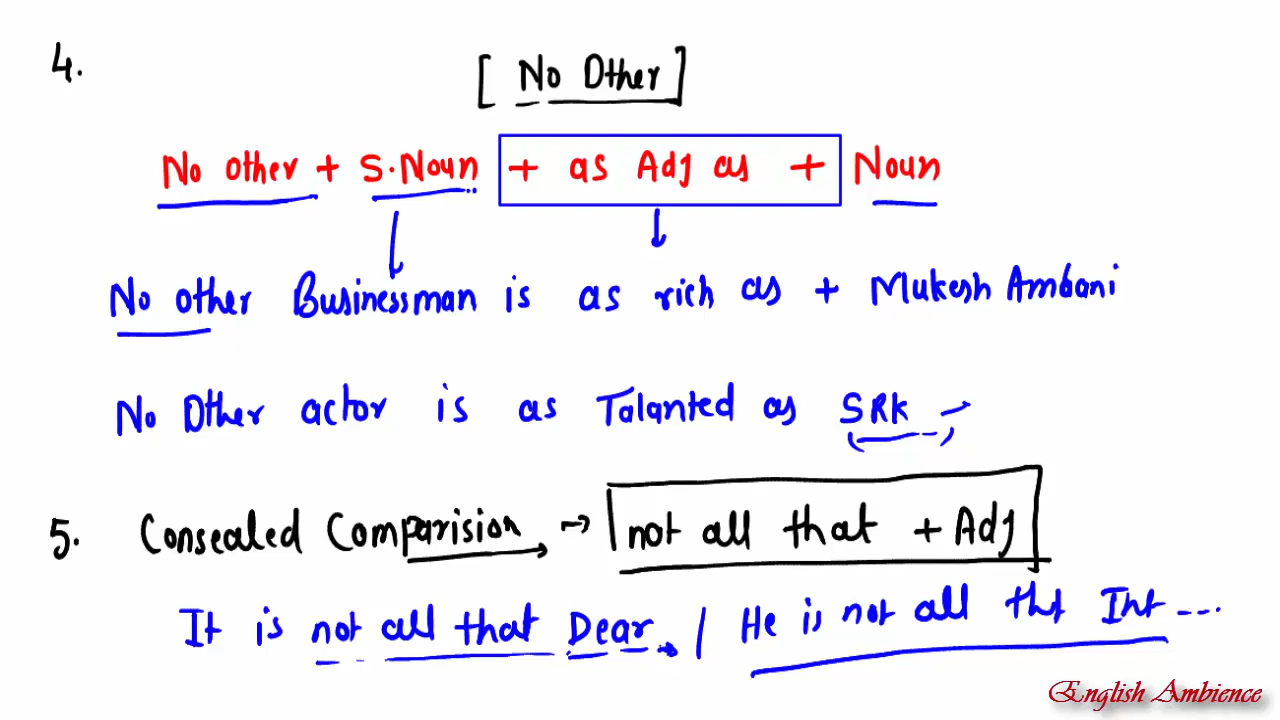 4.
[ No Other ]
No other + S.Noun + as Adj as + Noun
No other Businessman is as rich as + Mukesh Ambani
No Other actor is as Talanted as SRK
5. Consealed Comparision → not all that + Adj
It is not all that Dear / He is not all tht Int ----
English Ambience